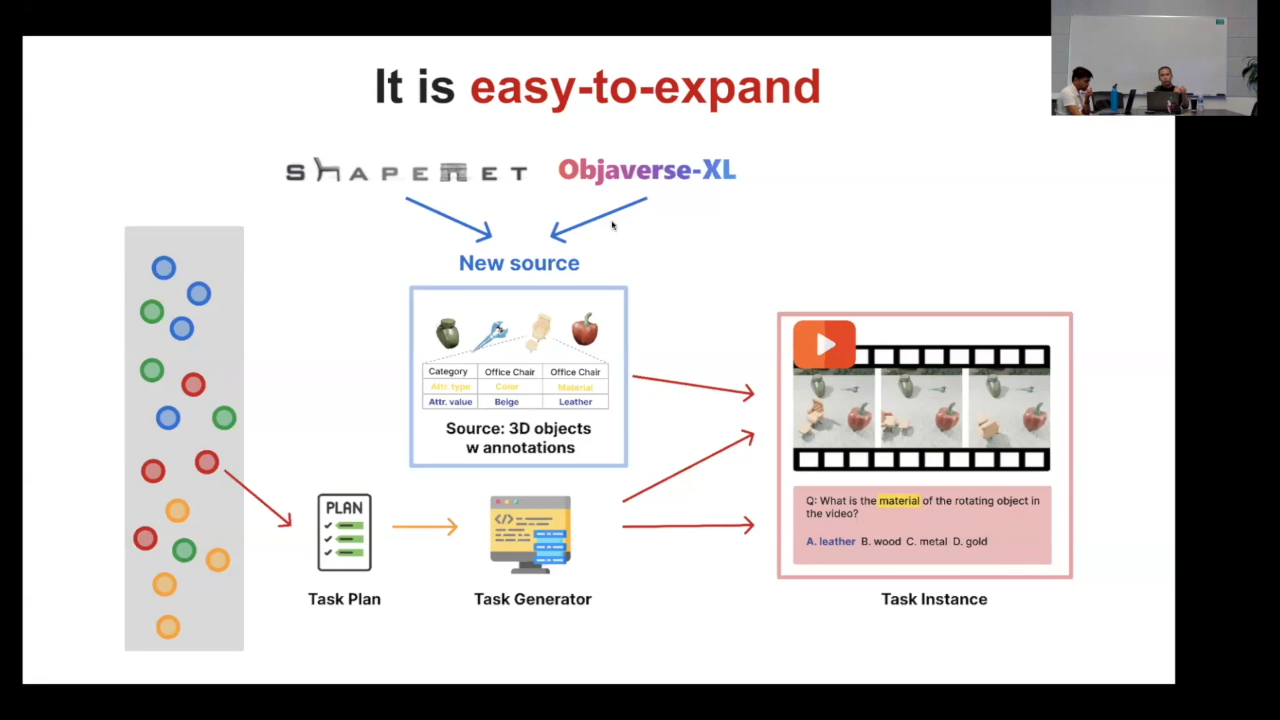 It is easy-to-expand
SHAPENET
Objaverse-XL
New source
Category Office Chair Office Chair
Attr. type Color Material
Attr. value Beige Leather
Source: 3D objects
w annotations
PLAN
Task Plan
Task Generator
Q: What is the material of the rotating object in
the video?
A. leather B. wood C. metal D. gold
Task Instance